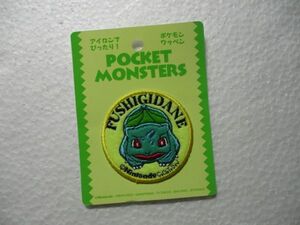 アイロンで
ぴったり!
ポケモン
ワッペン
POCKET
MONSTERS
FUSHIGIDANE
©Nintendo